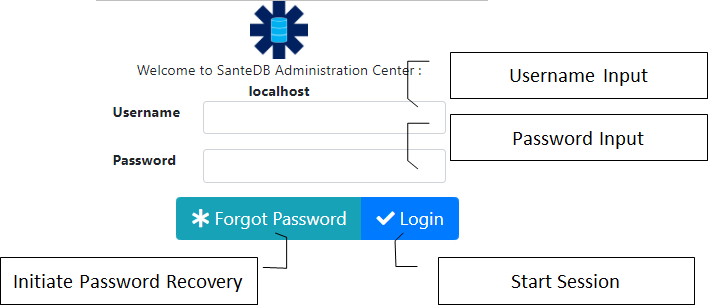 Welcome to SanteDB Administration Center :
localhost
Username
Username Input
Password Input
Password
Forgot Password
Login
Initiate Password Recovery
Start Session